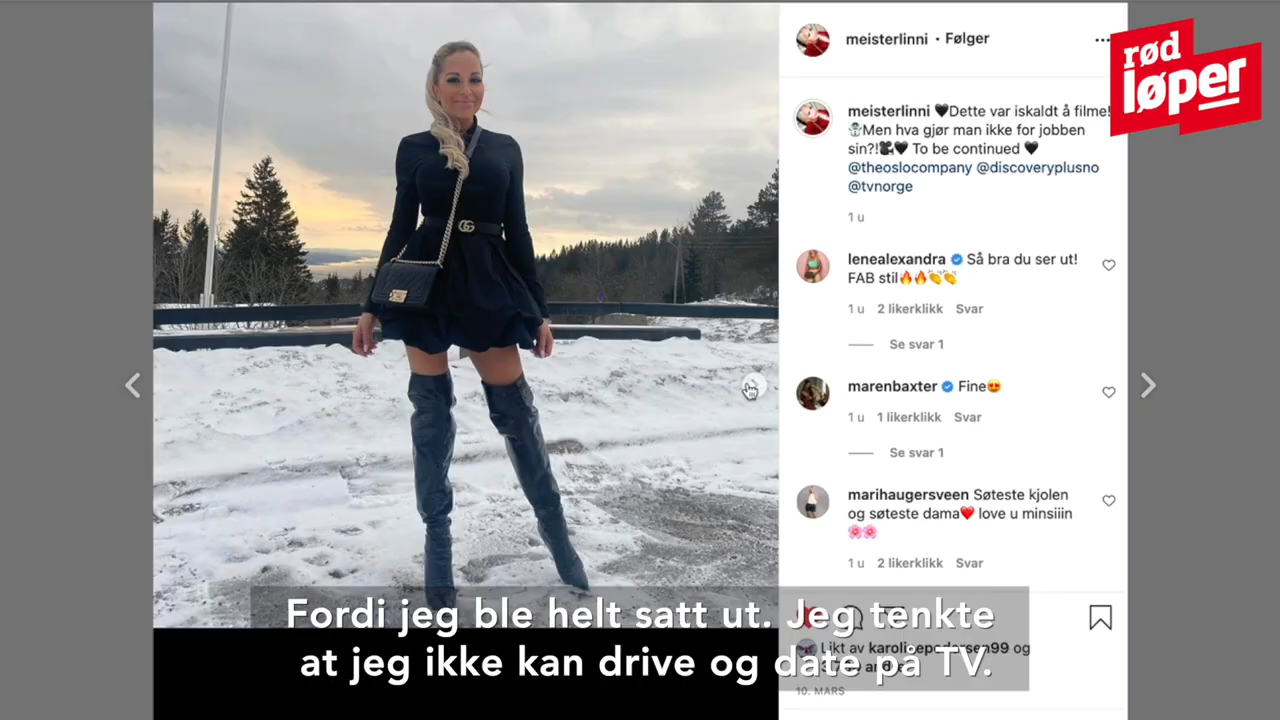 meisterlinni • Følger
rød
løper
meisterlinni 🖤Dette var iskaldt å filme!
☃️Men hva gjør man ikke for jobben
sin?!🎥🖤 To be continued 🖤
@theoslocompany @discoveryplusno
@tvnorge
1 u
lenealexandra Så bra du ser ut!
FAB stil🔥🔥👏👏
1 u 2 likerklikk Svar
Se svar 1
marenbaxter Fine😍
1 u 1 likerklikk Svar
Se svar 1
marihaugersveen Søteste kjolen
og søteste dama❤️ love u minsiiin
🌸🌸
1 u 2 likerklikk Svar
Likt av og
10. MARS
Fordi jeg ble helt satt ut. Jeg tenkte
at jeg ikke kan drive og date på TV.